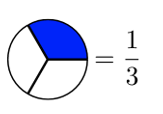 = 1/3